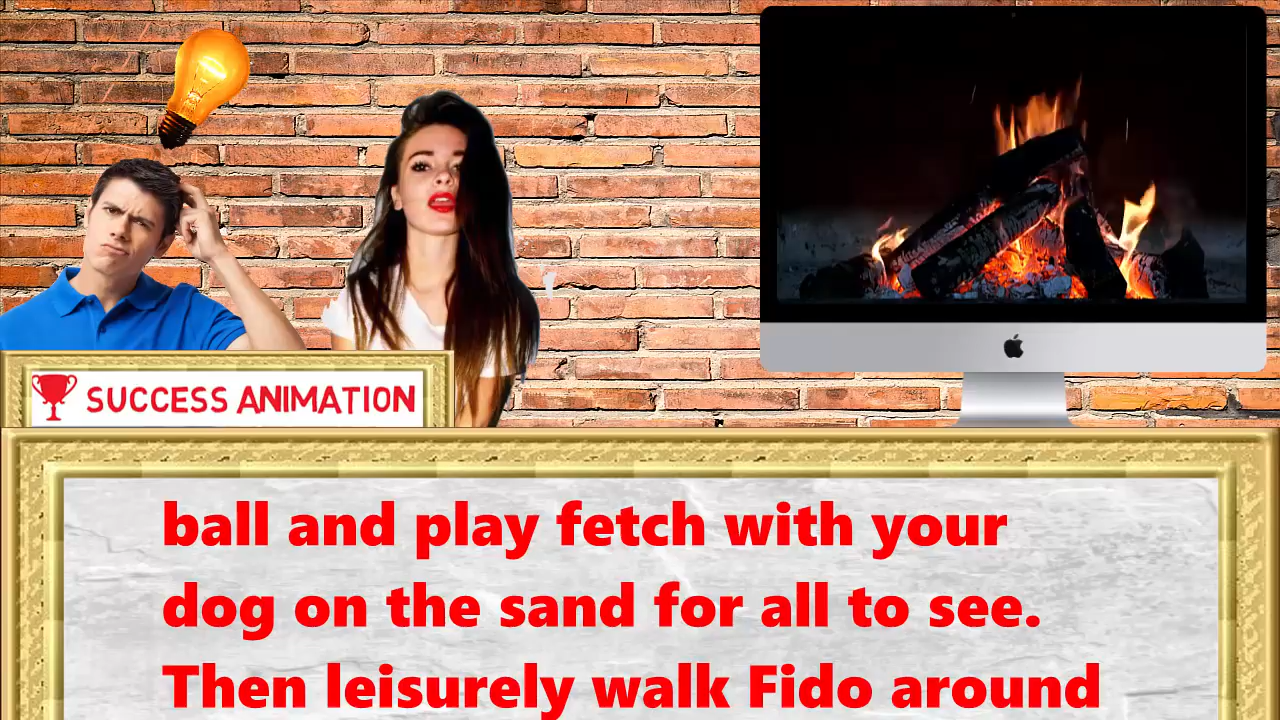 SUCCESS ANIMATION
ball and play fetch with your
dog on the sand for all to see.
Then leisurely walk Fido around